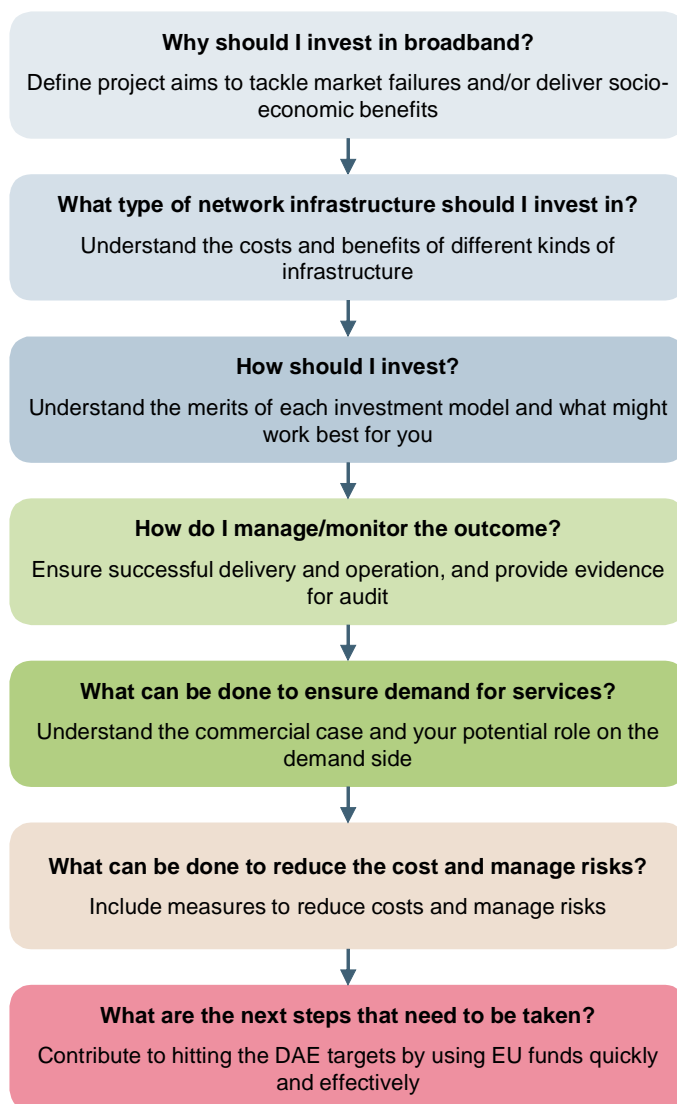 Why should I invest in broadband?
Define project aims to tackle market failures and/or deliver socio-
economic benefits
What type of network infrastructure should I invest in?
Understand the costs and benefits of different kinds of
infrastructure
How should I invest?
Understand the merits of each investment model and what might
work best for you
How do I manage/monitor the outcome?
Ensure successful delivery and operation, and provide evidence
for audit
What can be done to ensure demand for services?
Understand the commercial case and your potential role on the
demand side
What can be done to reduce the cost and manage risks?
Include measures to reduce costs and manage risks
What are the next steps that need to be taken?
Contribute to hitting the DAE targets by using EU funds quickly
and effectively